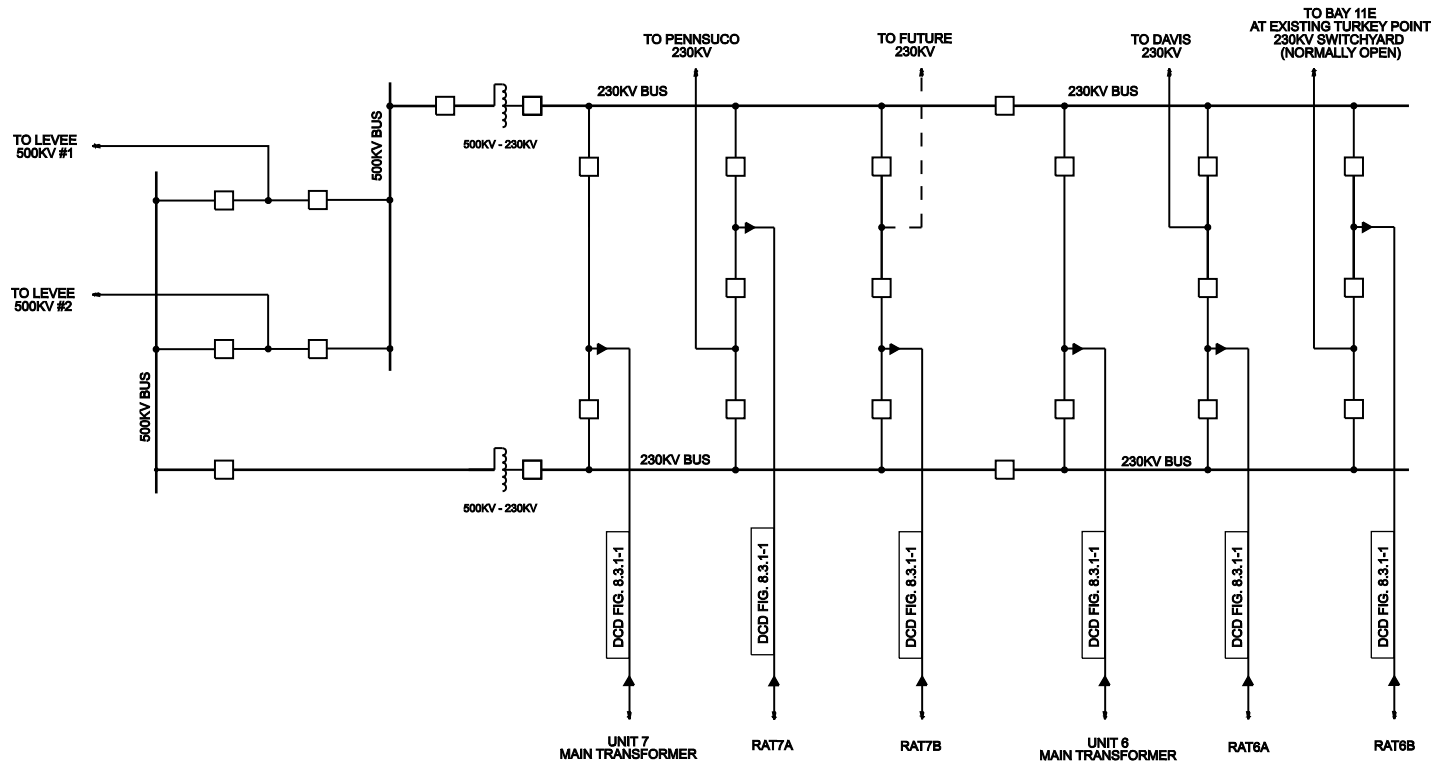 TO BAY 11E
AT EXISTING TURKEY POINT
230KV SWITCHYARD
(NORMALLY OPEN)
TO PENNSUCO
230KV
TO FUTURE
230KV
TO DAVIS
230KV
230KV BUS
230KV BUS
500KV BUS
TO LEVEE
500KV #1
500KV - 230KV
TO LEVEE
500KV #2
500KV BUS
230KV BUS
230KV BUS
500KV - 230KV
DCD FIG. 8.3.1-1
DCD FIG. 8.3.1-1
DCD FIG. 8.3.1-1
DCD FIG. 8.3.1-1
DCD FIG. 8.3.1-1
DCD FIG. 8.3.1-1
UNIT 7
MAIN TRANSFORMER
RAT7A
RAT7B
UNIT 6
MAIN TRANSFORMER
RAT6A
RAT6B